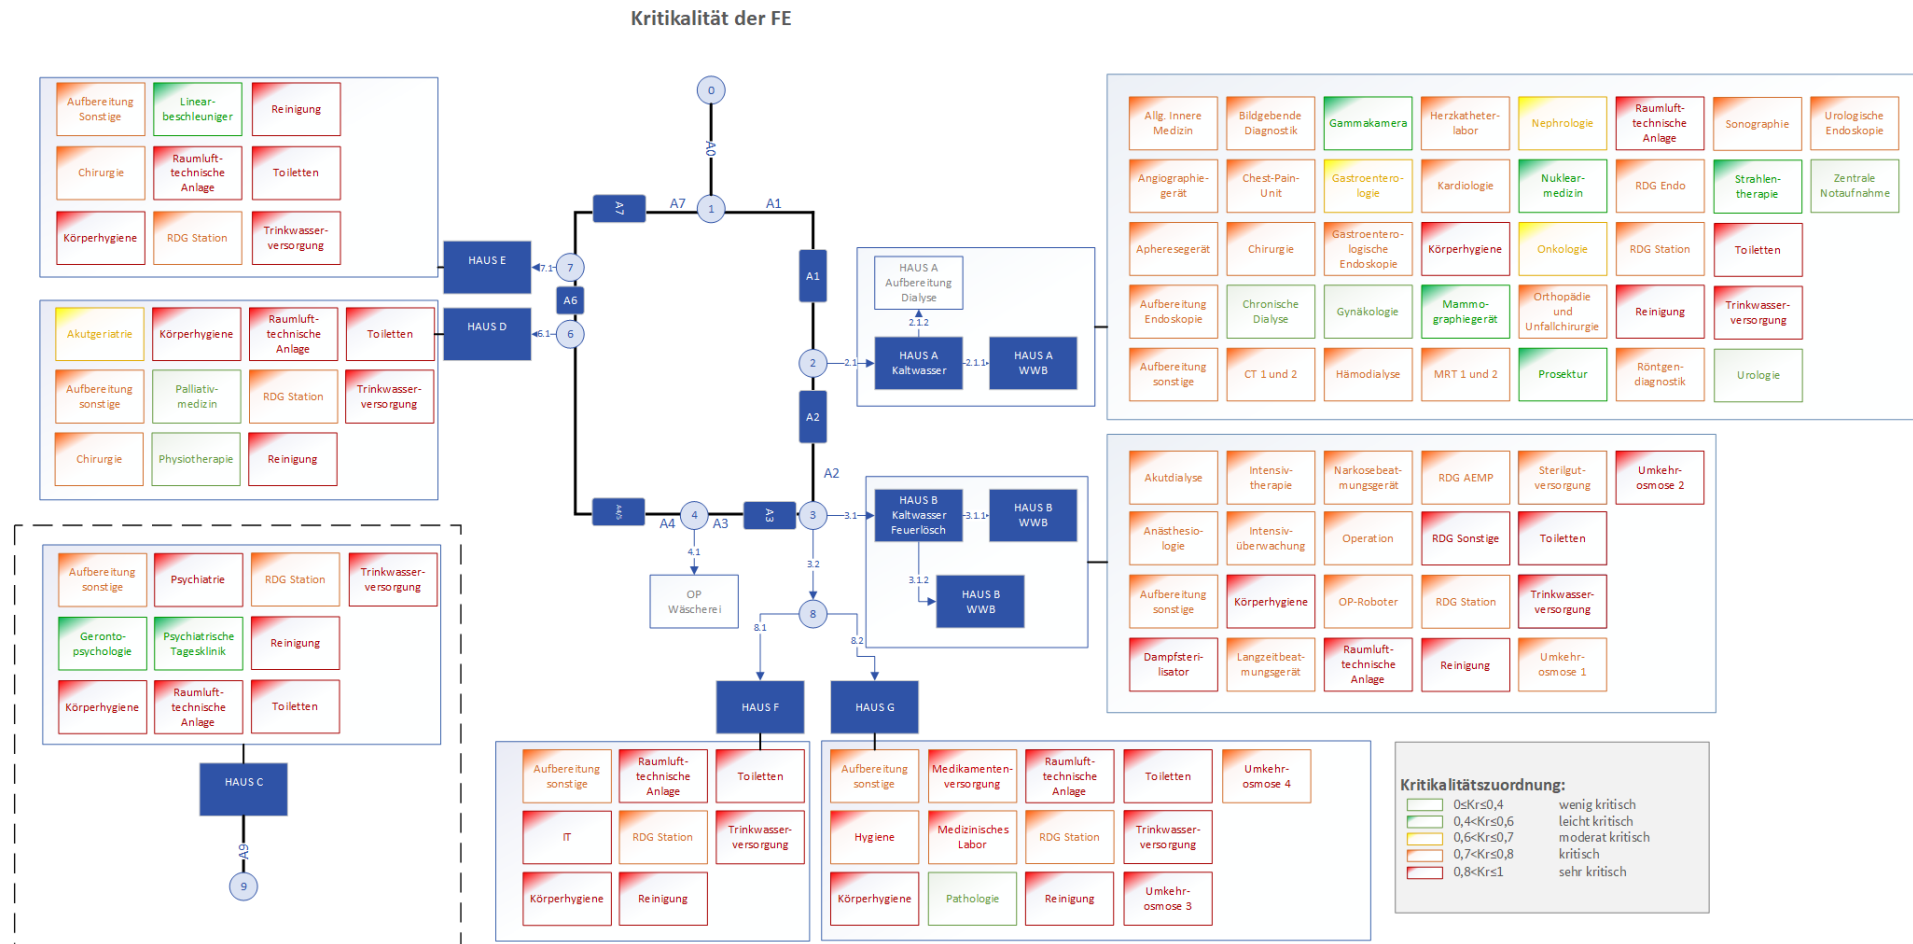 Kritikalität der FE
Aufbereitung
Sonstige
Linear-
beschleuniger
Reinigung
Chirurgie
Raumluft-
technische
Anlage
Toiletten
Körperhygiene
RDG Station
Trinkwasser-
versorgung
HAUS E
7.1
7
A6
Akutgeriatrie
Körperhygiene
Raumluft-
technische
Anlage
Toiletten
Aufbereitung
sonstige
Palliativ-
medizin
RDG Station
Trinkwasser-
versorgung
Chirurgie
Physiotherapie
Reinigung
HAUS D
6.1
6
Aufbereitung
sonstige
Psychiatrie
RDG Station
Trinkwasser-
versorgung
Geronto-
psychologie
Psychiatrische
Tagesklinik
Reinigung
Körperhygiene
Raumluft-
technische
Anlage
Toiletten
HAUS C
A9
9
0
A0
A7
A7
1
A1
A1
2
A2
A2
A4/5
A4
4
A3
A3
3
4.1
OP
Wäscherei
3.2
8
8.1
8.2
2.1
HAUS A
Aufbereitung
Dialyse
2.1.2
HAUS A
Kaltwasser
2.1.1
HAUS A
WWB
3.1
HAUS B
Kaltwasser
Feuerlösch
3.1.1
HAUS B
WWB
3.1.2
HAUS B
WWB
HAUS F
HAUS G
Allg. Innere
Medizin
Bildgebende
Diagnostik
Gammakamera
Herzkatheter-
labor
Nephrologie
Raumluft-
technische
Anlage
Sonographie
Urologische
Endoskopie
Angiographie-
gerät
Chest-Pain-
Unit
Gastroentero-
logie
Kardiologie
Nuklear-
medizin
RDG Endo
Strahlen-
therapie
Zentrale
Notaufnahme
Apheresegerät
Chirurgie
Gastroentero-
logische
Endoskopie
Körperhygiene
Onkologie
RDG Station
Toiletten
Aufbereitung
Endoskopie
Chronische
Dialyse
Gynäkologie
Mammo-
graphiegerät
Orthopädie
und
Unfallchirurgie
Reinigung
Trinkwasser-
versorgung
Aufbereitung
sonstige
CT 1 und 2
Hämodialyse
MRT 1 und 2
Prosektur
Röntgen-
diagnostik
Urologie
Akutdialyse
Intensiv-
therapie
Narkosebeat-
mungsgerät
RDG AEMP
Sterilgut-
versorgung
Umkehr-
osmose 2
Anästhesio-
logie
Intensiv-
überwachung
Operation
RDG Sonstige
Toiletten
Aufbereitung
sonstige
Körperhygiene
OP-Roboter
RDG Station
Trinkwasser-
versorgung
Dampfsteri-
lisator
Langzeitbeat-
mungsgerät
Raumluft-
technische
Anlage
Reinigung
Umkehr-
osmose 1
Aufbereitung
sonstige
Raumluft-
technische
Anlage
Toiletten
IT
RDG Station
Trinkwasser-
versorgung
Körperhygiene
Reinigung
Aufbereitung
sonstige
Medikamenten-
versorgung
Raumluft-
technische
Anlage
Toiletten
Umkehr-
osmose 4
Hygiene
Medizinisches
Labor
RDG Station
Trinkwasser-
versorgung
Körperhygiene
Pathologie
Reinigung
Umkehr-
osmose 3
Kritikalitätszuordnung:
0≤Kr≤0,4 wenig kritisch
0,4<Kr≤0,6 leicht kritisch
0,6<Kr≤0,7 moderat kritisch
0,7<Kr≤0,8 kritisch
0,8<Kr≤1 sehr kritisch